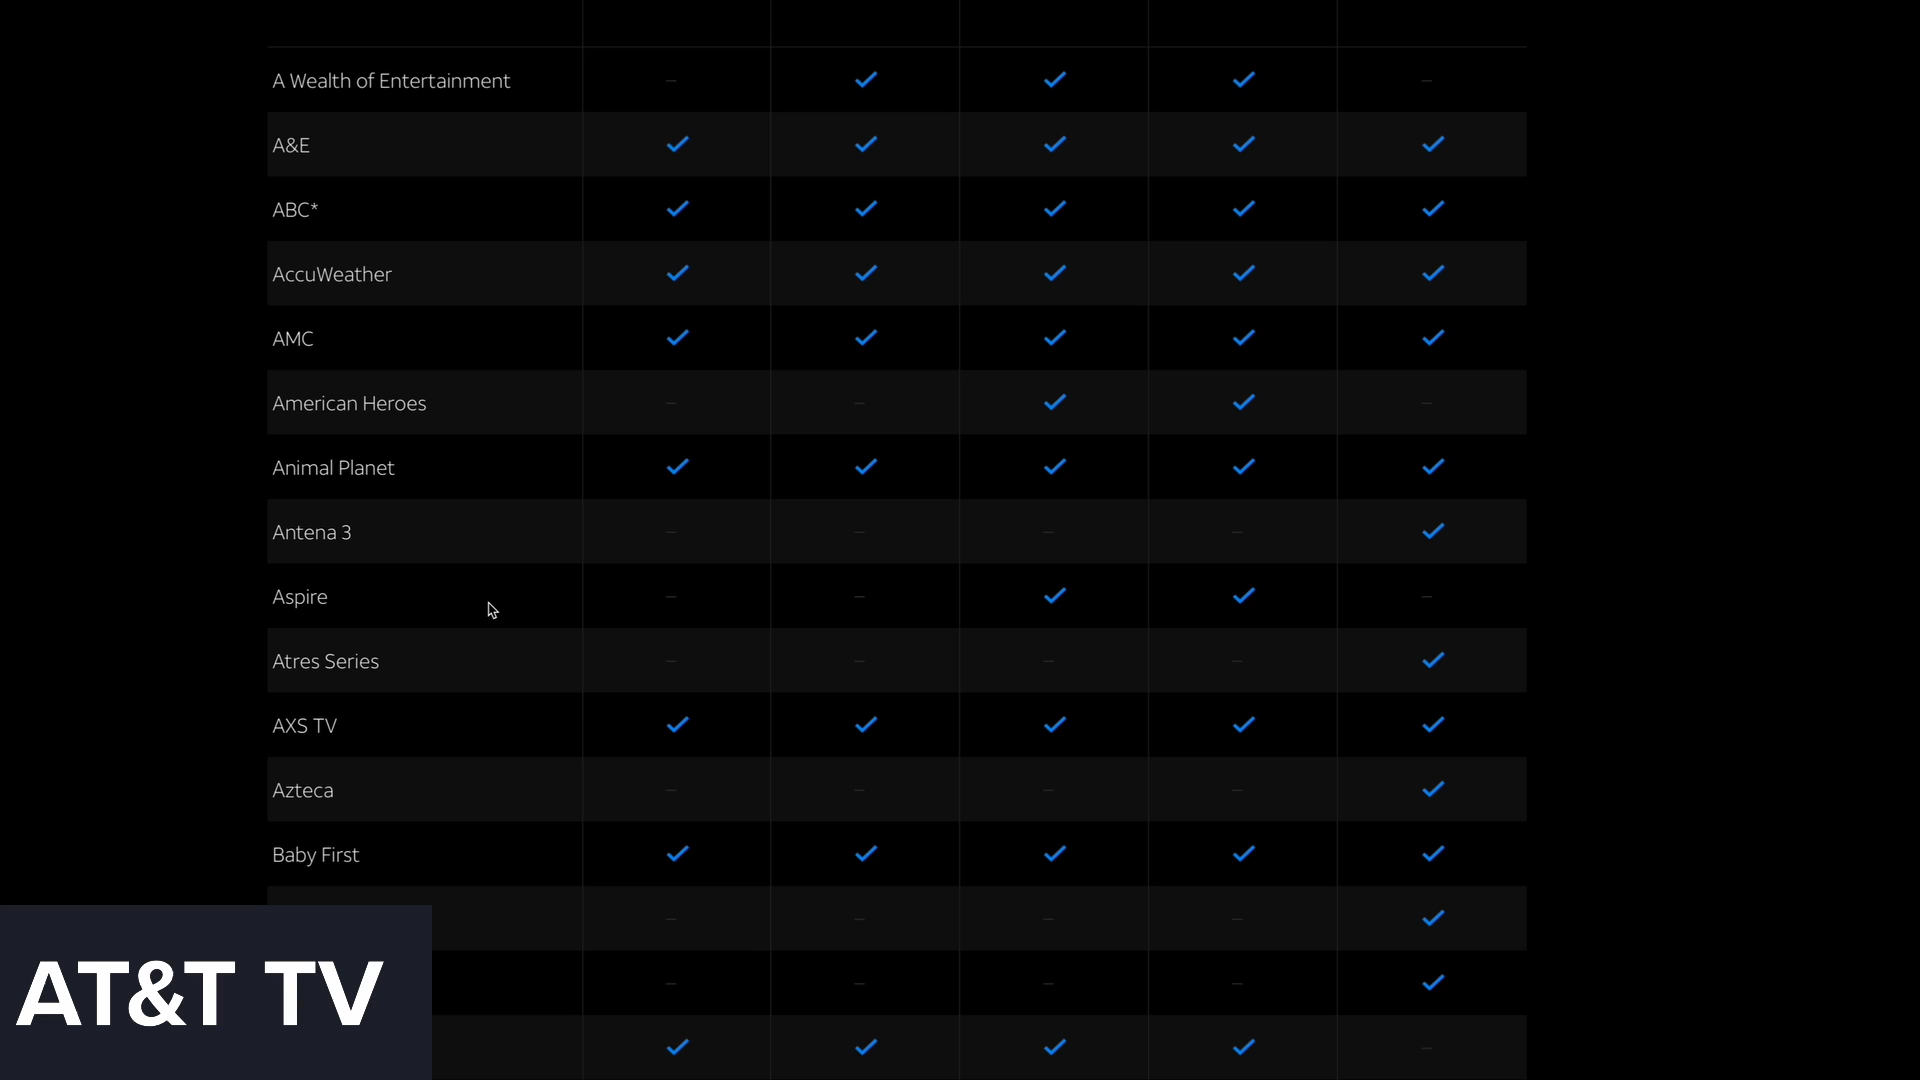 A Wealth of Entertainment
A&E
ABC*
AccuWeather
AMC
American Heroes
Animal Planet
Antena 3
Aspire
Atres Series
AXS TV
Azteca
Baby First
AT&T TV